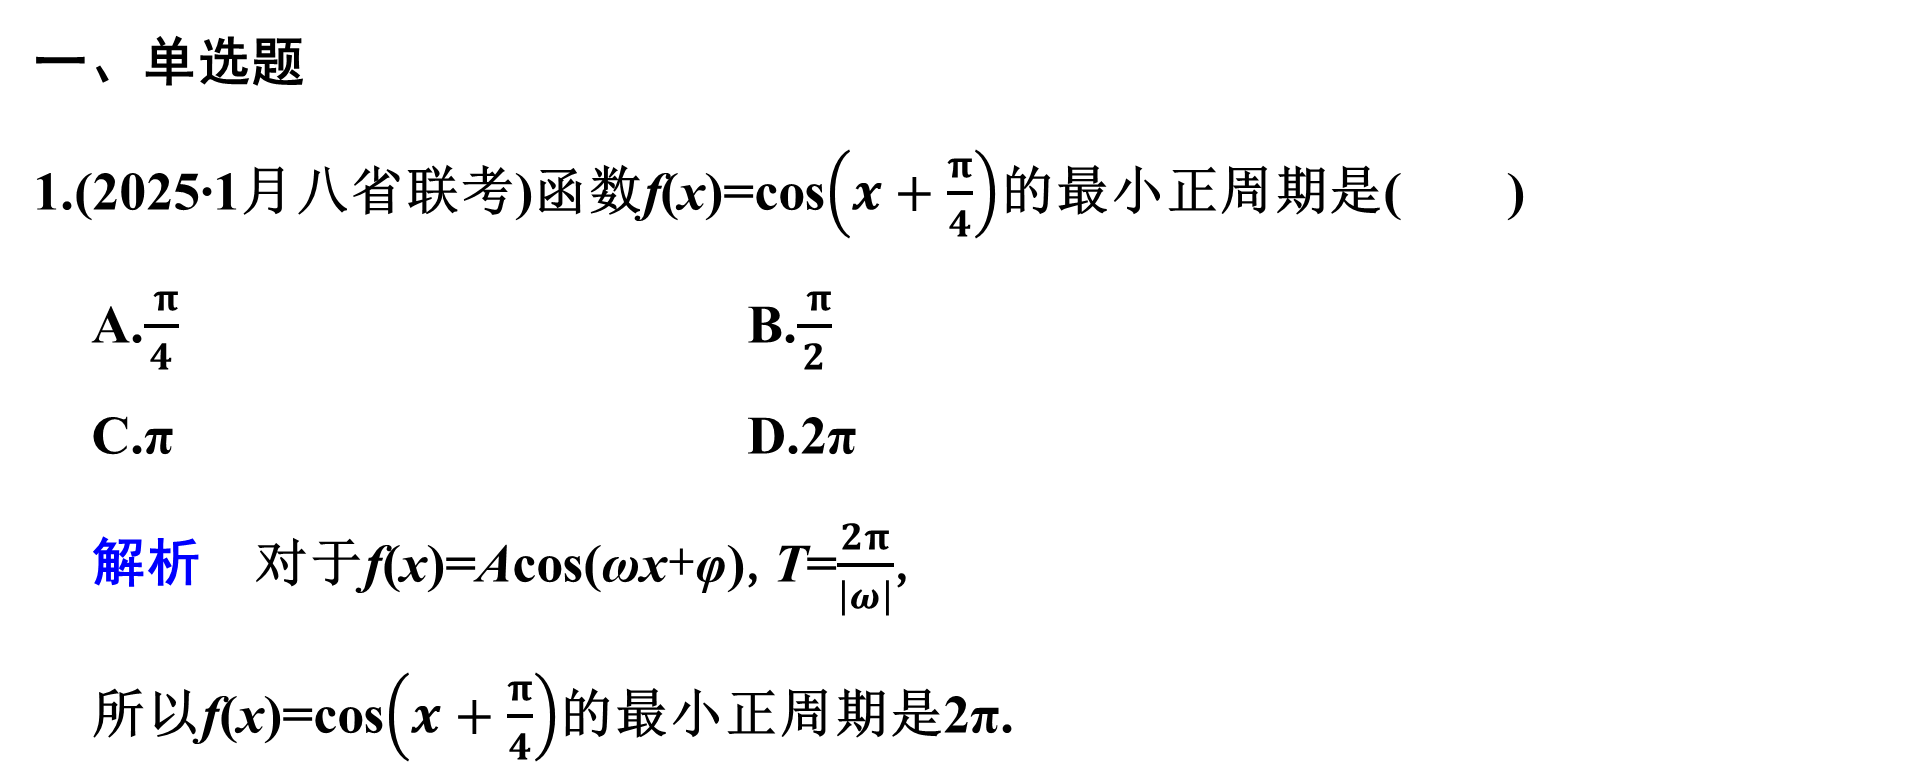 一、单选题
1.(2025·1月八省联考)函数f(x)=cos(x + π/4)的最小正周期是(  )
A.π/4 B.π/2
C.π D.2π
解析 对于f(x)=Acos(ωx+φ), T=2π/|ω|,
所以f(x)=cos(x + π/4)的最小正周期是2π.